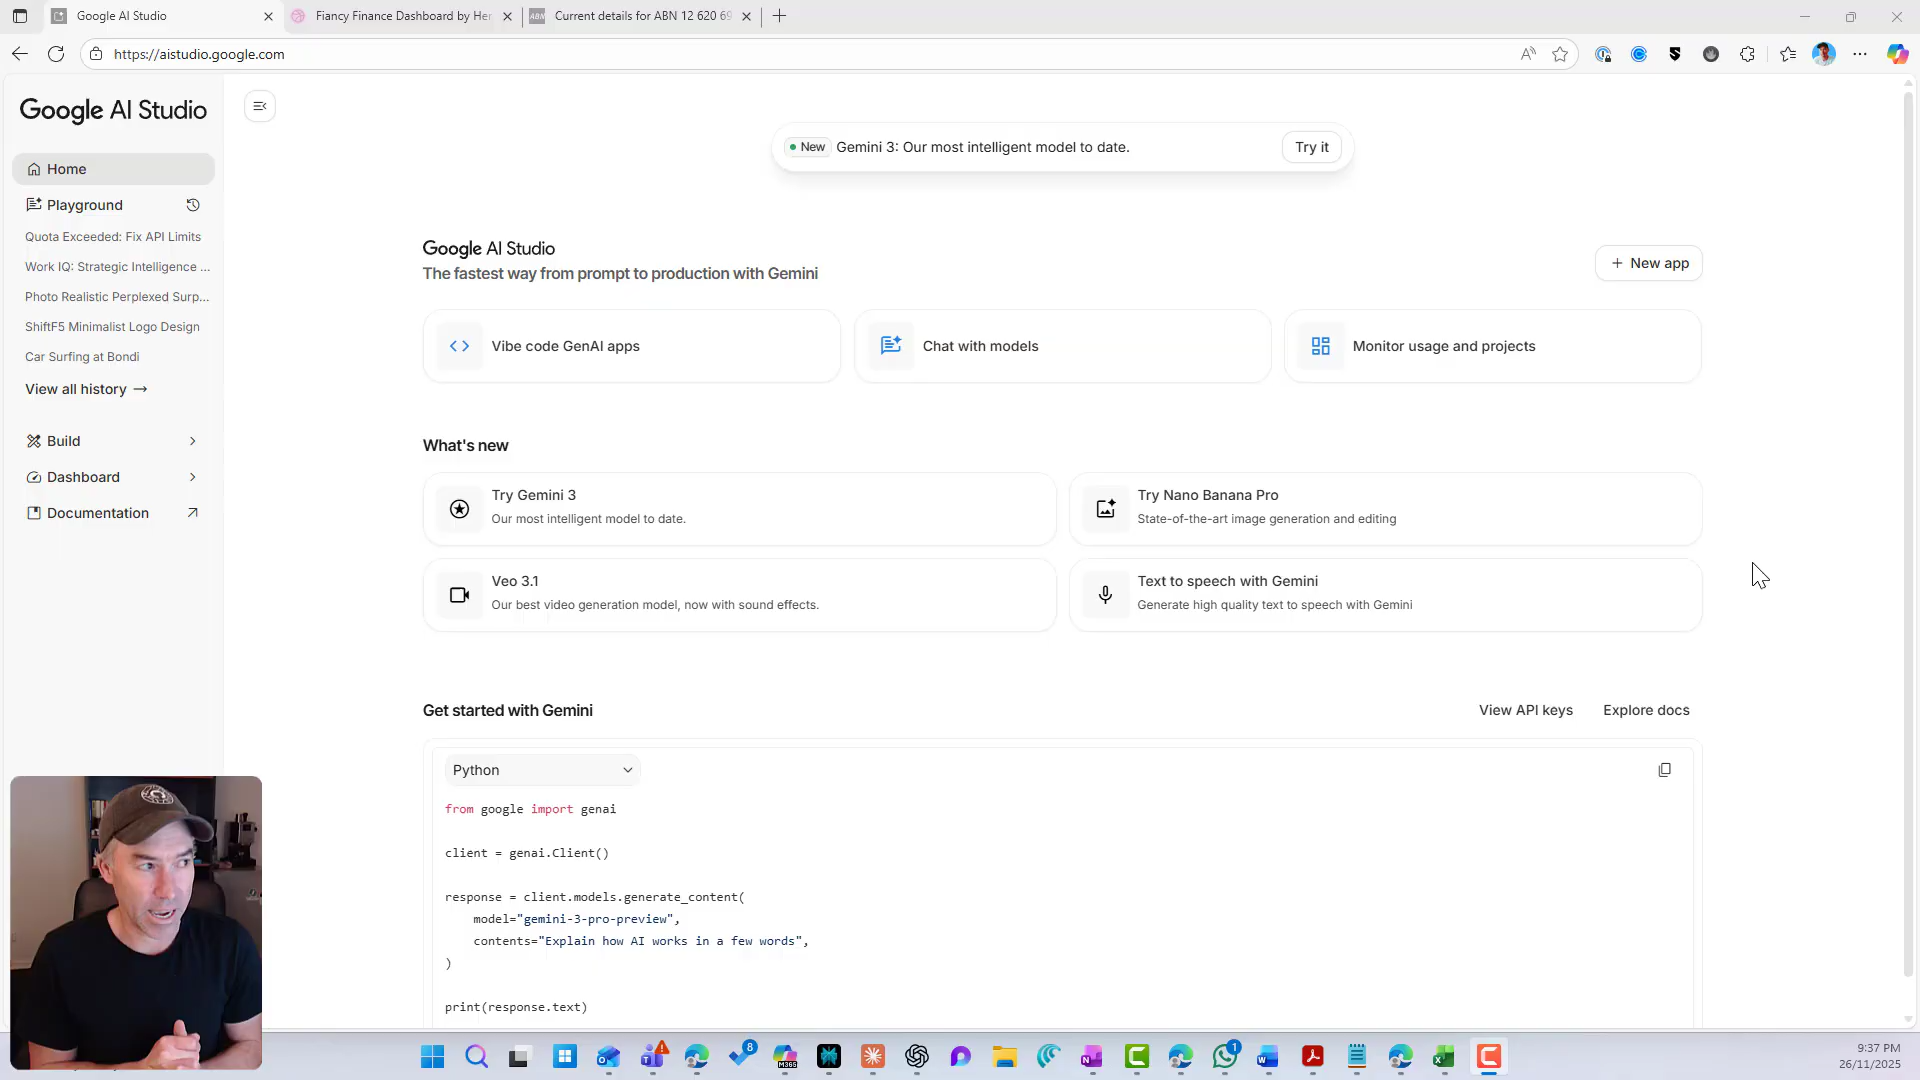 Google AI Studio
Fiancy Finance Dashboard by Her
ABN
Current details for ABN 12 620 69
https://aistudio.google.com
Google AI Studio
New
Gemini 3: Our most intelligent model to date.
Try it
Home
Playground
Quota Exceeded: Fix API Limits
Work IQ: Strategic Intelligence ...
Photo Realistic Perplexed Surp...
ShiftF5 Minimalist Logo Design
Car Surfing at Bondi
View all history →
Build
Dashboard
Documentation
Google AI Studio
The fastest way from prompt to production with Gemini
+ New app
Vibe code GenAI apps
Chat with models
Monitor usage and projects
What's new
Try Gemini 3
Our most intelligent model to date.
Try Nano Banana Pro
State-of-the-art image generation and editing
Veo 3.1
Our best video generation model, now with sound effects.
Text to speech with Gemini
Generate high quality text to speech with Gemini
Get started with Gemini
View API keys
Explore docs
Python
from google import genai
client = genai.Client()
response = client.models.generate_content(
model="gemini-3-pro-preview",
contents="Explain how AI works in a few words",
)
print(response.text)
8
M365
1
9:37 PM
26/11/2025